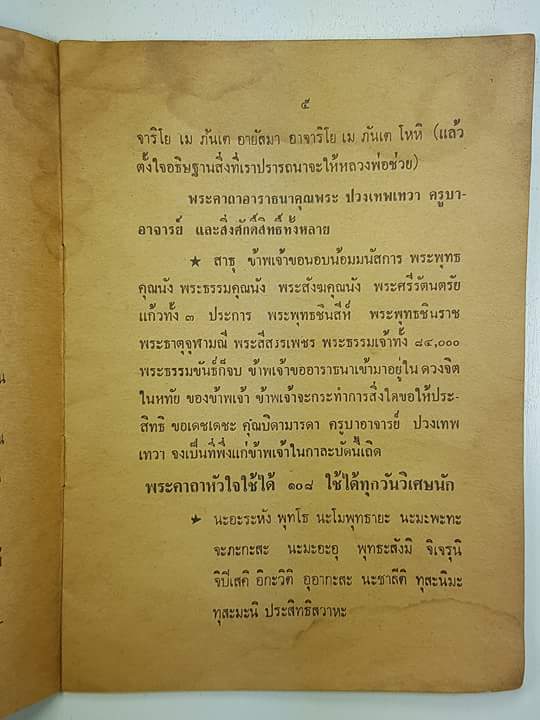 ๕
จาริโย เม ภันเต อายัสมา อาจาริโย เม ภันเต โหหิ (แล้ว
ตั้งใจอธิษฐานสิ่งที่เราปรารถนาจะให้หลวงพ่อช่วย)
พระคาถาอาราธนาคุณพระ ปวงเทพเทวา ครูบา-
อาจารย์ และสิ่งศักดิ์สิทธิ์ทั้งหลาย
★ สาธุ ข้าพเจ้าขอนอบน้อมมนัสการ พระพุทธ
คุณนัง พระธรรมคุณนัง พระสังฆคุณนัง พระศรีรัตนตรัย
แก้วทั้ง ๓ ประการ พระพุทธชินสีห์ พระพุทธชินราช
พระธาตุจุฬามณี พระสีสรรเพชร พระธรรมเจ้าทั้ง ๘๔,๐๐๐
พระธรรมขันธ์ก็จบ ข้าพเจ้าขออาราธนาเข้ามาอยู่ใน ดวงจิต
ในหทัย ของข้าพเจ้า ข้าพเจ้าจะกระทำการสิ่งใดขอให้ประ-
สิทธิ ขอเดชเดชะ คุณบิดามารดา ครูบาอาจารย์ ปวงเทพ
เทวา จงเป็นที่พึ่งแก่ข้าพเจ้าในกาละบัดนี้เถิด
พระคาถาหัวใจใช้ได้ ๑๐๘ ใช้ได้ทุกวันวิเศษนัก
★ นะอะระหัง พุทโธ นะโมพุทธายะ นะมะพะทะ
จะภะกะสะ นะมะอะอุ พุทธะสังมิ จิเจรุนิ
จิปิเสคิ อิกะวิติ อุอากะสะ นะชาลีติ ทุสะนิมะ
ทุสะมะนิ ประสิทธิสวาหะ